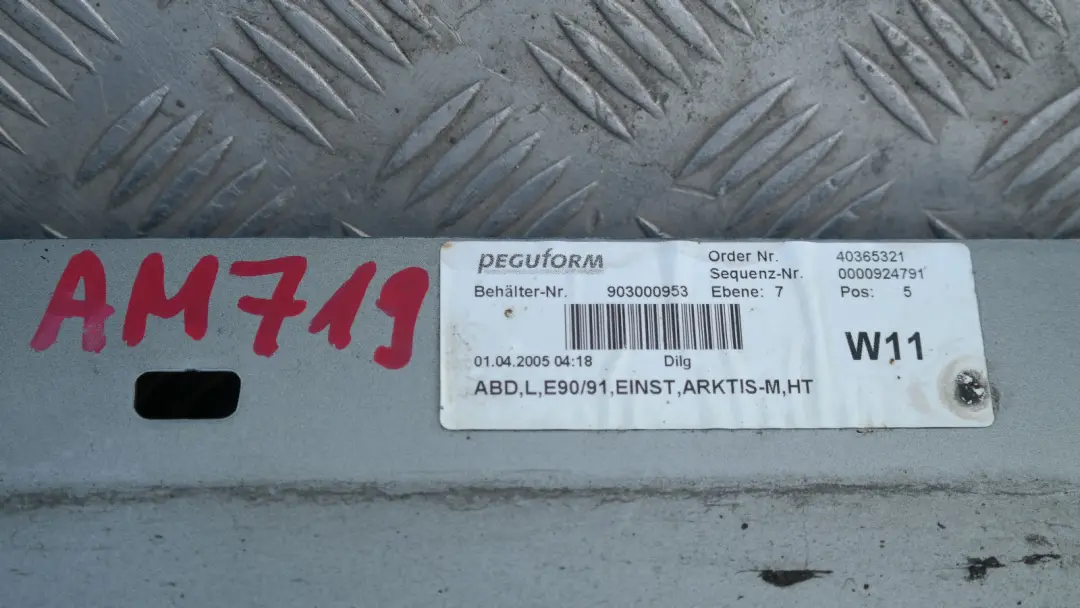 AM719
PEGUFORM
Order Nr. 40365321
Sequenz-Nr. 0000924791
Behälter-Nr. 903000953 Ebene: 7 Pos: 5
W11
01.04.2005 04:18 Dilg
ABD,L,E90/91,EINST,ARKTIS-M,HT